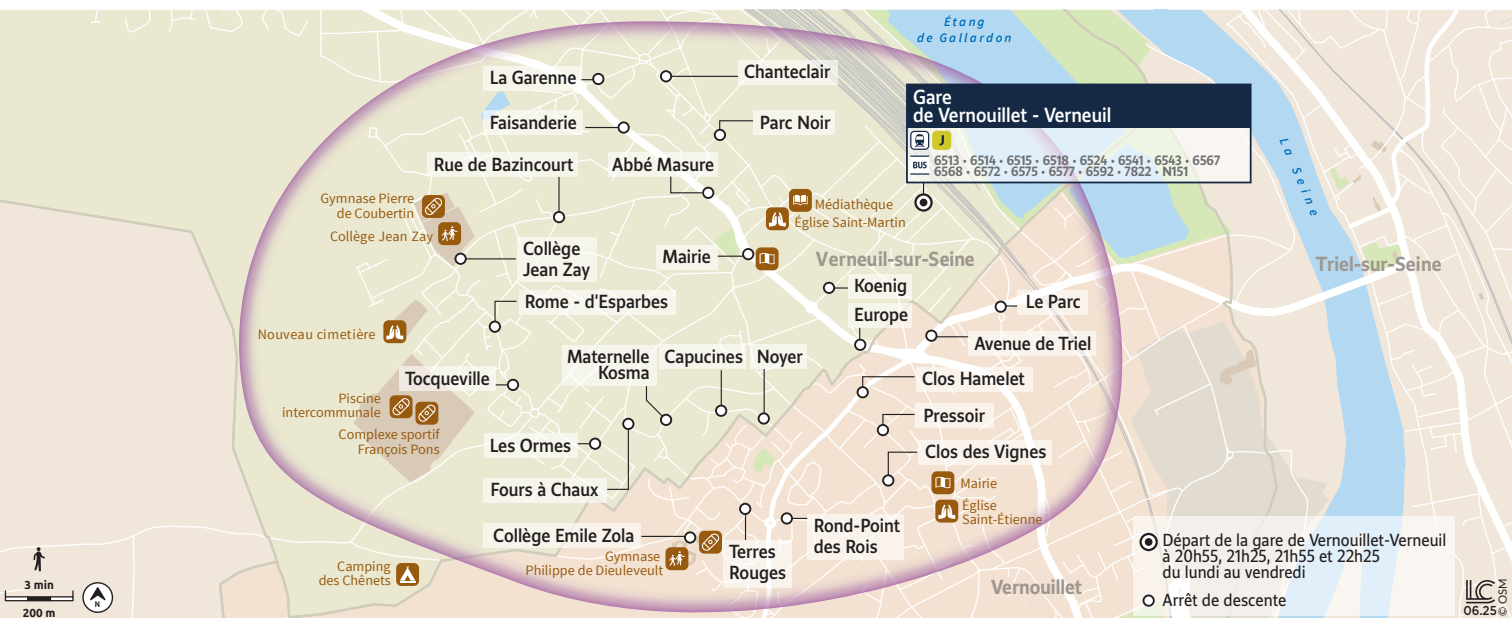 Étang
de Gallardon
La Garenne
Chanteclair
Gare
de Vernouillet - Verneuil
J
BUS
6513 • 6514 • 6515 • 6518 • 6524 • 6541 • 6543 • 6567
6568 • 6572 • 6575 • 6577 • 6592 • 7822 • N151
Faisanderie
Parc Noir
La Seine
Rue de Bazincourt
Abbé Masure
Gymnase Pierre
de Coubertin
Collège Jean Zay
Médiathèque
Église Saint-Martin
Collège
Jean Zay
Mairie
Verneuil-sur-Seine
Triel-sur-Seine
Koenig
Rome - d'Esparbes
Le Parc
Europe
Nouveau cimetière
Avenue de Triel
Maternelle
Kosma
Capucines
Noyer
Tocqueville
Clos Hamelet
Piscine
intercommunale
Complexe sportif
François Pons
Pressoir
Les Ormes
Clos des Vignes
Fours à Chaux
Mairie
Église
Saint-Étienne
Collège Emile Zola
Rond-Point
des Rois
Gymnase
Philippe de Dieuleveult
Terres
Rouges
Camping
des Chênets
Vernouillet
Départ de la gare de Vernouillet-Verneuil
à 20h55, 21h25, 21h55 et 22h25
du lundi au vendredi
Arrêt de descente
3 min
200 m
N
LC
06.25
© OSM